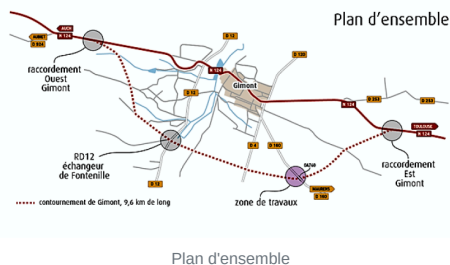 Plan d'ensemble
AUCH
N 124
AUBIET
D 924
D 12
D 120
raccordement
Ouest
Gimont
N 124
Gimont
D 12
N 124
D 253
D 253
TOULOUSE
N 124
RD12
échangeur
de Fontenille
D 4
D 160
raccordement
Est
Gimont
D 12
zone de travaux
D 160
contournement de Gimont, 9,6 km de long
Plan d'ensemble